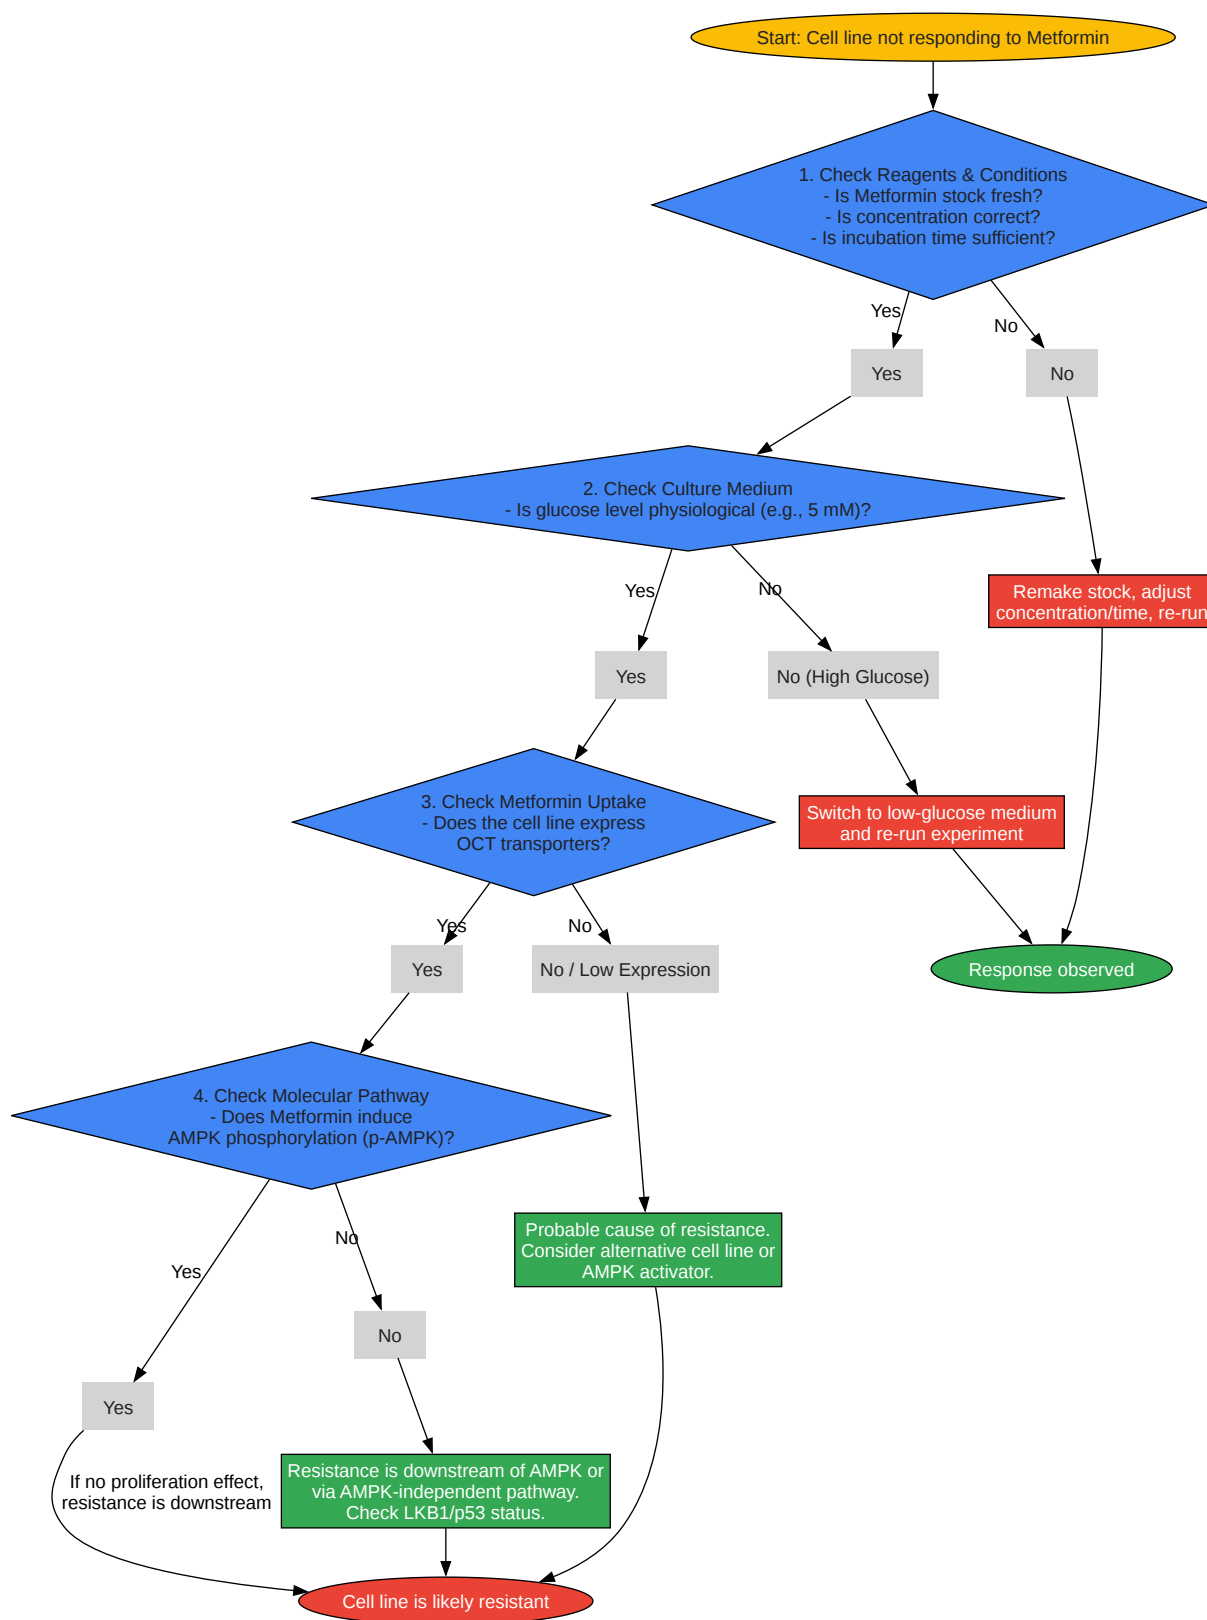 Start: Cell line not responding to Metformin
1. Check Reagents & Conditions
- Is Metformin stock fresh?
- Is concentration correct?
- Is incubation time sufficient?
Yes
No
Yes
No
2. Check Culture Medium
- Is glucose level physiological (e.g., 5 mM)?
Yes
No
Remake stock, adjust
concentration/time, re-run
Yes
No (High Glucose)
3. Check Metformin Uptake
- Does the cell line express
OCT transporters?
Switch to low-glucose medium
and re-run experiment
Yes
No
Yes
No / Low Expression
Response observed
4. Check Molecular Pathway
- Does Metformin induce
AMPK phosphorylation (p-AMPK)?
Yes
No
Probable cause of resistance.
Consider alternative cell line or
AMPK activator.
No
Yes
If no proliferation effect,
resistance is downstream
Resistance is downstream of AMPK or
via AMPK-independent pathway.
Check LKB1/p53 status.
Cell line is likely resistant